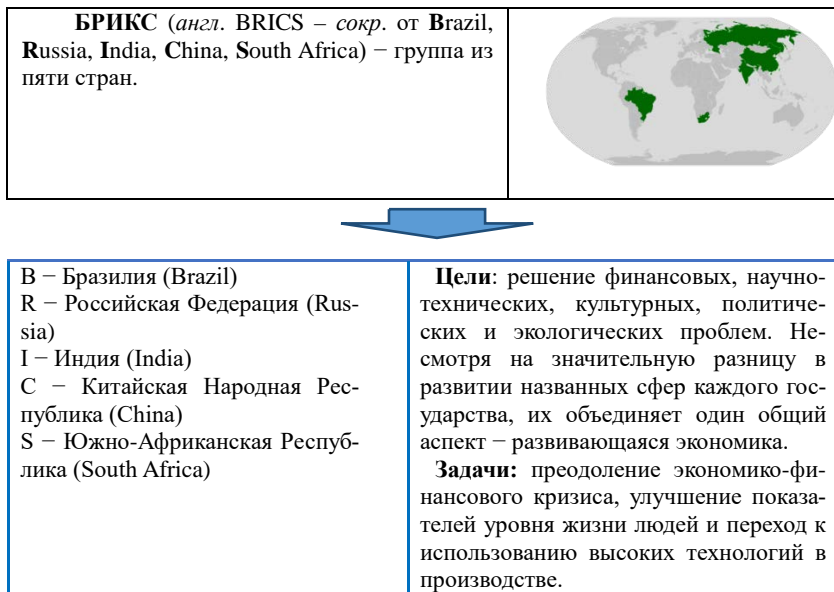 БРИКС (англ. BRICS – сокр. от Brazil,
Russia, India, China, South Africa) − группа из
пяти стран.
B − Бразилия (Brazil)
R − Российская Федерация (Rus-
sia)
I − Индия (India)
C − Китайская Народная Рес-
публика (China)
S − Южно-Африканская Респуб-
лика (South Africa)
Цели: решение финансовых, научно-
технических, культурных, политиче-
ских и экологических проблем. Не-
смотря на значительную разницу в
развитии названных сфер каждого гос-
ударства, их объединяет один общий
аспект − развивающаяся экономика.
Задачи: преодоление экономико-фи-
нансового кризиса, улучшение показа-
телей уровня жизни людей и переход к
использованию высоких технологий в
производстве.